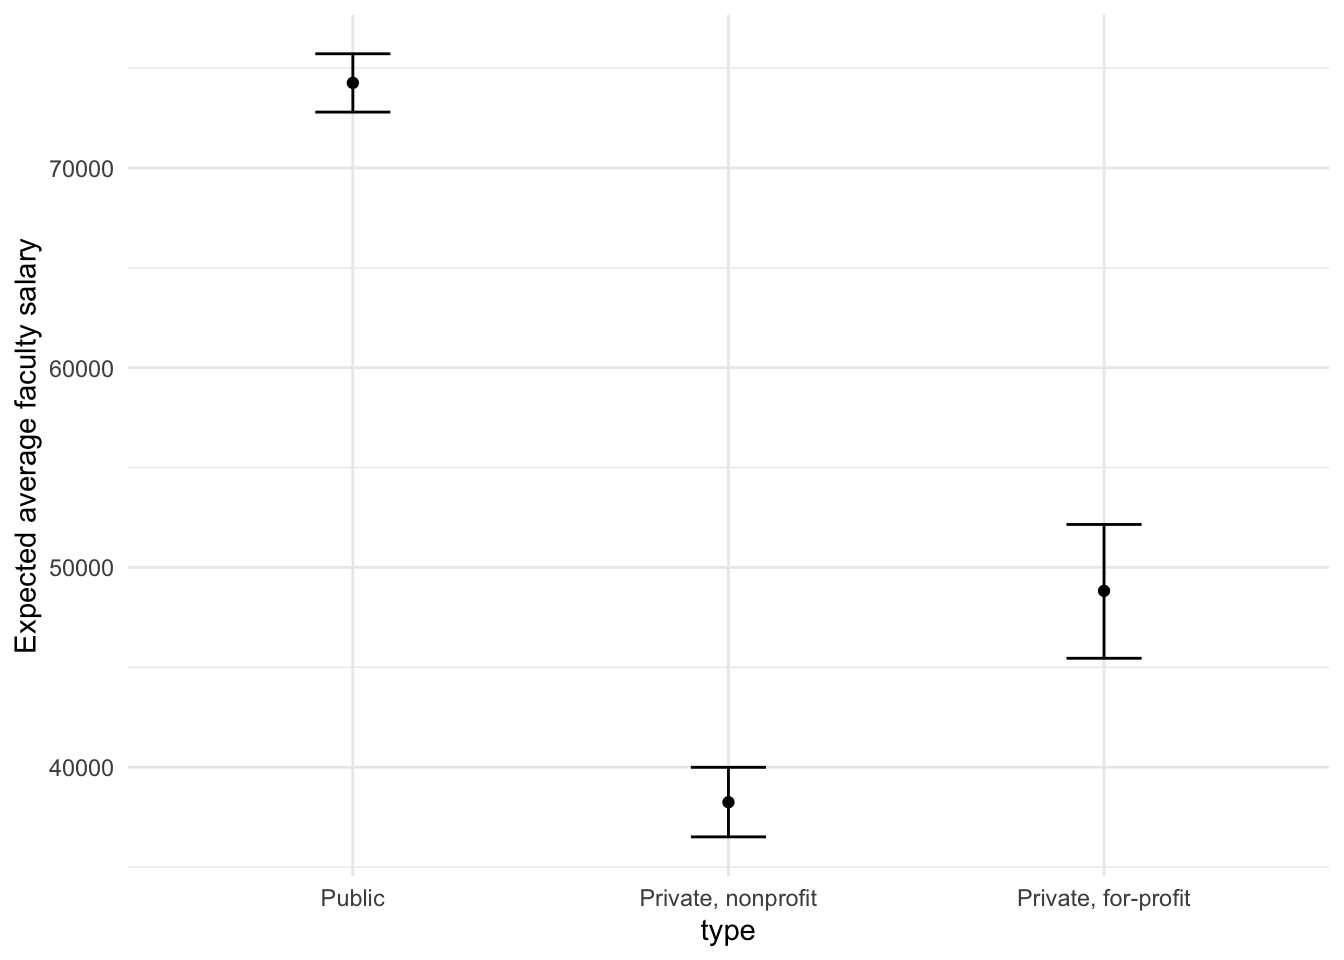 Expected average faculty salary
70000
60000
50000
40000
Public
Private, nonprofit
Private, for-profit
type